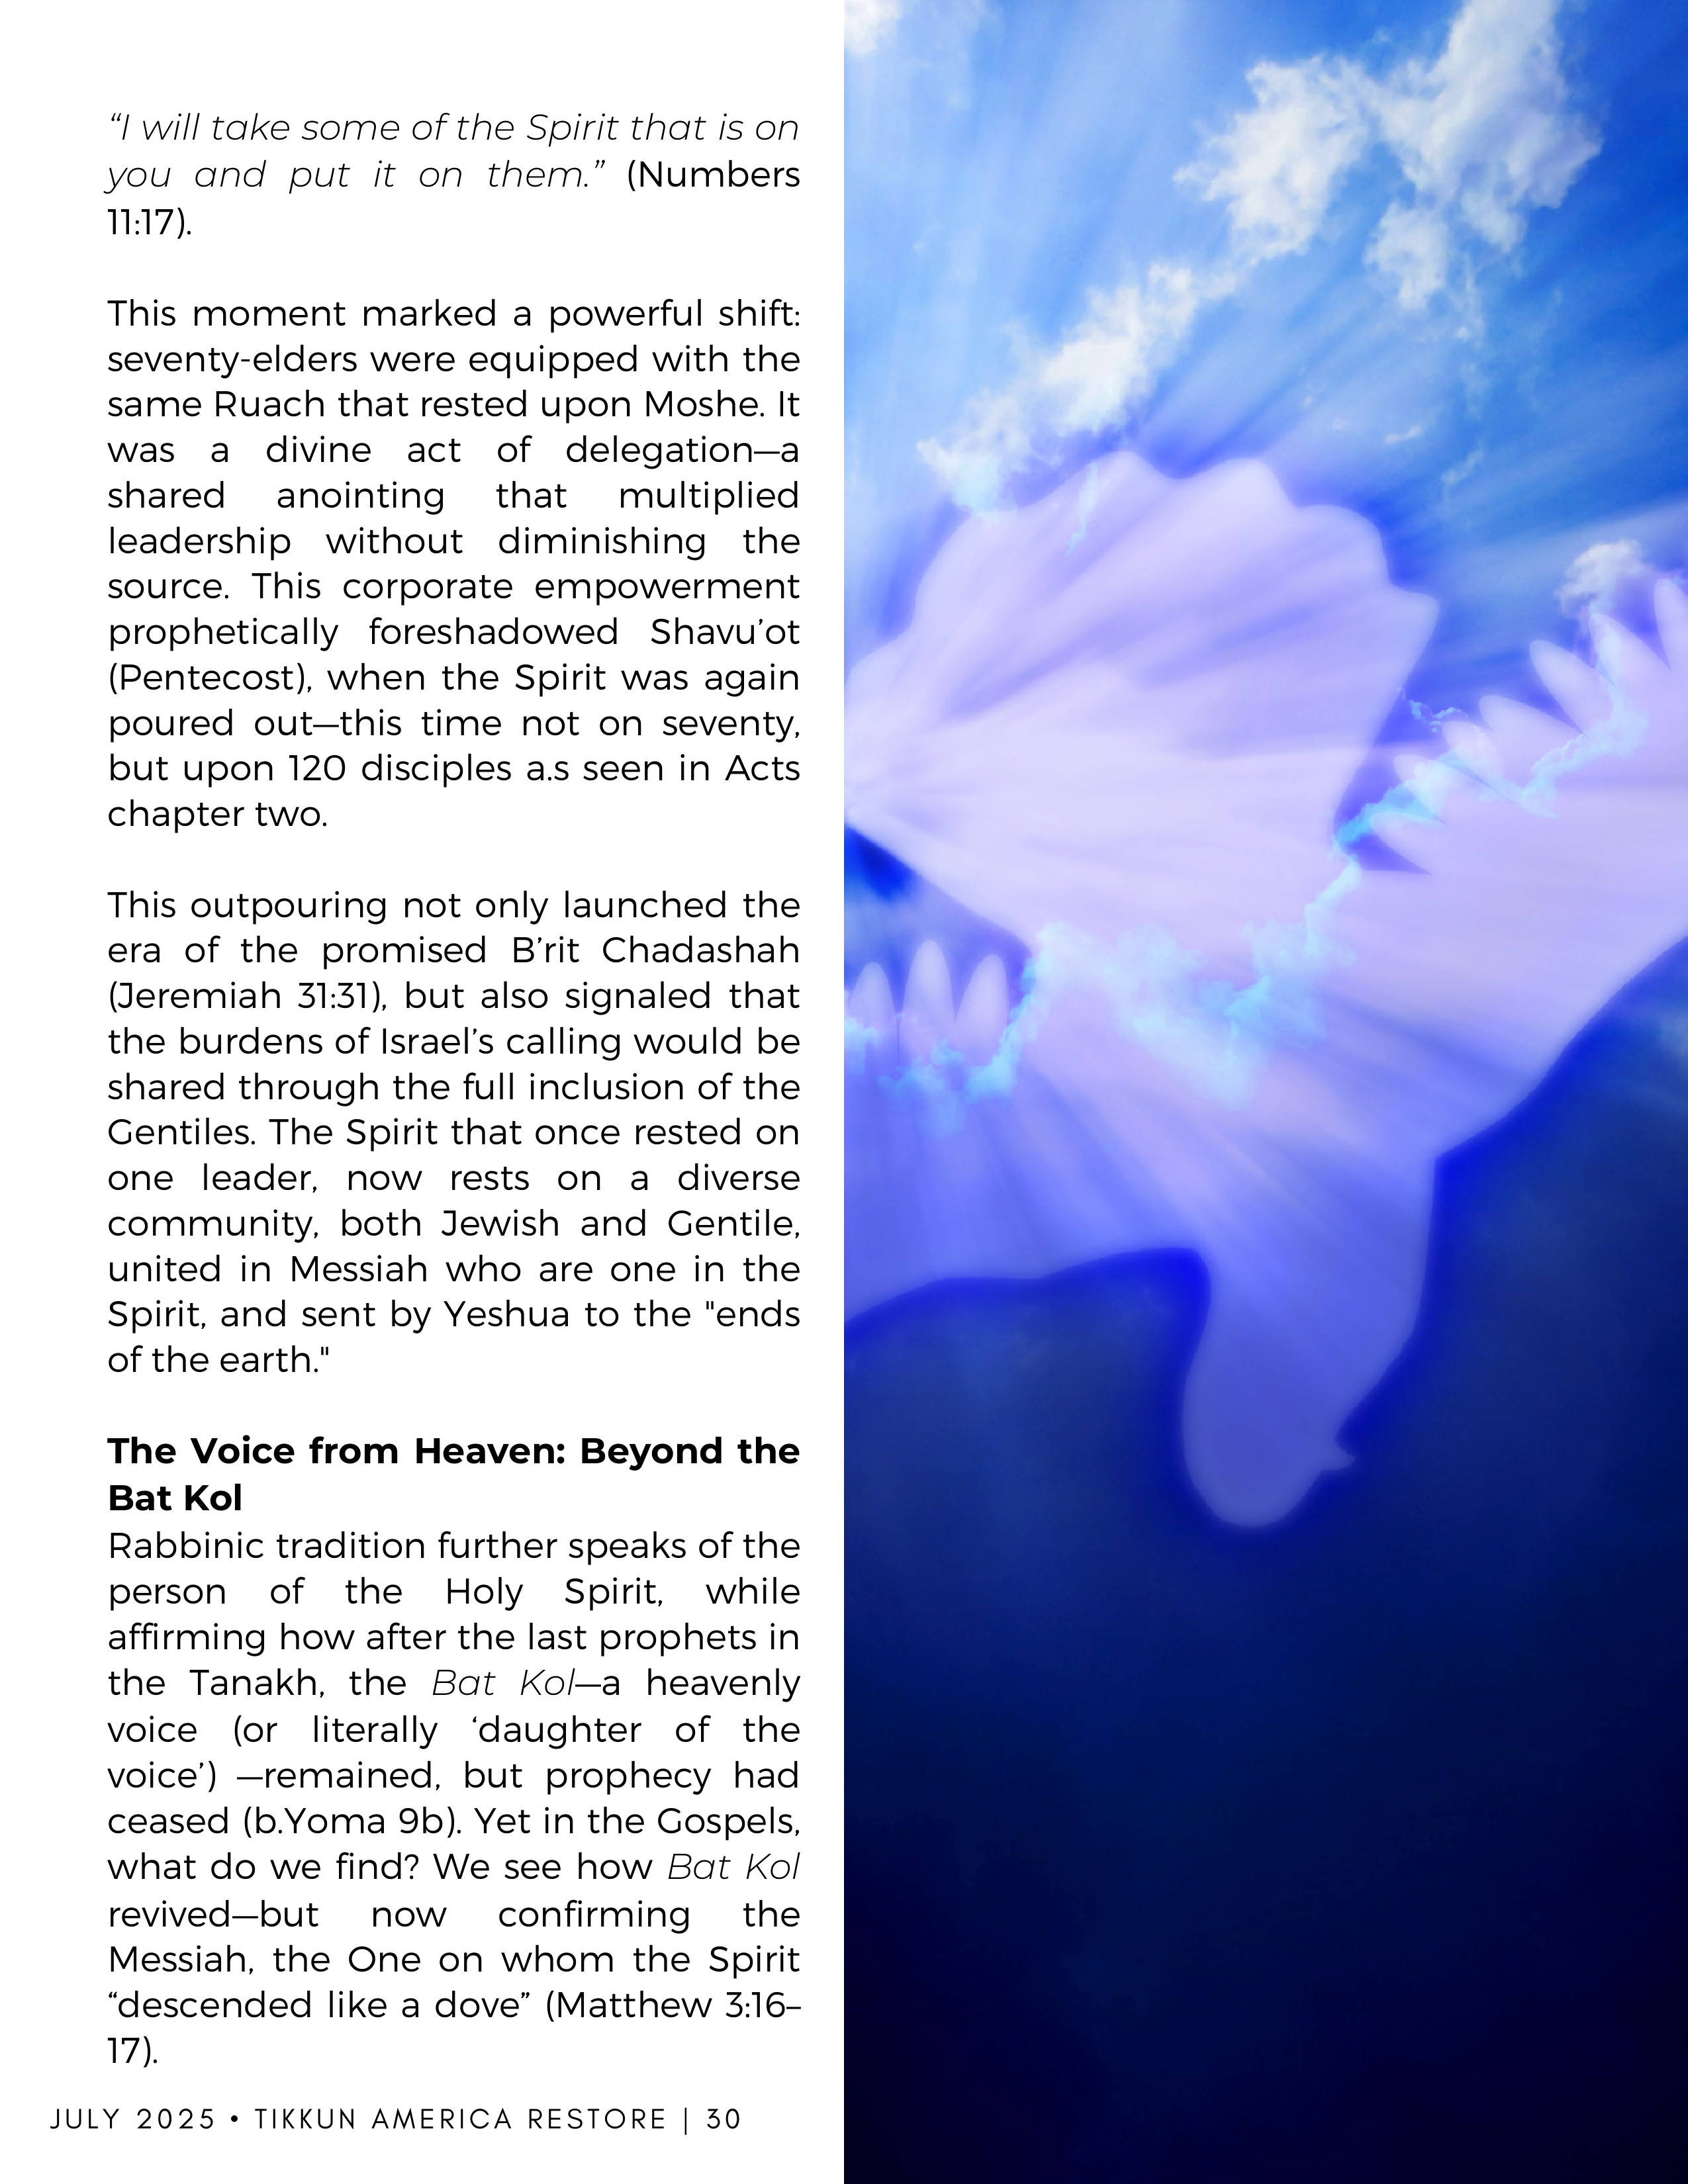 “I will take some of the Spirit that is on
you and put it on them.” (Numbers
11:17).
This moment marked a powerful shift:
seventy-elders were equipped with the
same Ruach that rested upon Moshe. It
was a divine act of delegation—a
shared anointing that multiplied
leadership without diminishing the
source. This corporate empowerment
prophetically foreshadowed Shavu’ot
(Pentecost), when the Spirit was again
poured out—this time not on seventy,
but upon 120 disciples a.s seen in Acts
chapter two.
This outpouring not only launched the
era of the promised B’rit Chadashah
(Jeremiah 31:31), but also signaled that
the burdens of Israel’s calling would be
shared through the full inclusion of the
Gentiles. The Spirit that once rested on
one leader, now rests on a diverse
community, both Jewish and Gentile,
united in Messiah who are one in the
Spirit, and sent by Yeshua to the "ends
of the earth."
The Voice from Heaven: Beyond the
Bat Kol
Rabbinic tradition further speaks of the
person of the Holy Spirit, while
affirming how after the last prophets in
the Tanakh, the Bat Kol—a heavenly
voice (or literally ‘daughter of the
voice’) —remained, but prophecy had
ceased (b.Yoma 9b). Yet in the Gospels,
what do we find? We see how Bat Kol
revived—but now confirming the
Messiah, the One on whom the Spirit
“descended like a dove” (Matthew 3:16–
17).
JULY 2025 • TIKKUN AMERICA RESTORE | 30